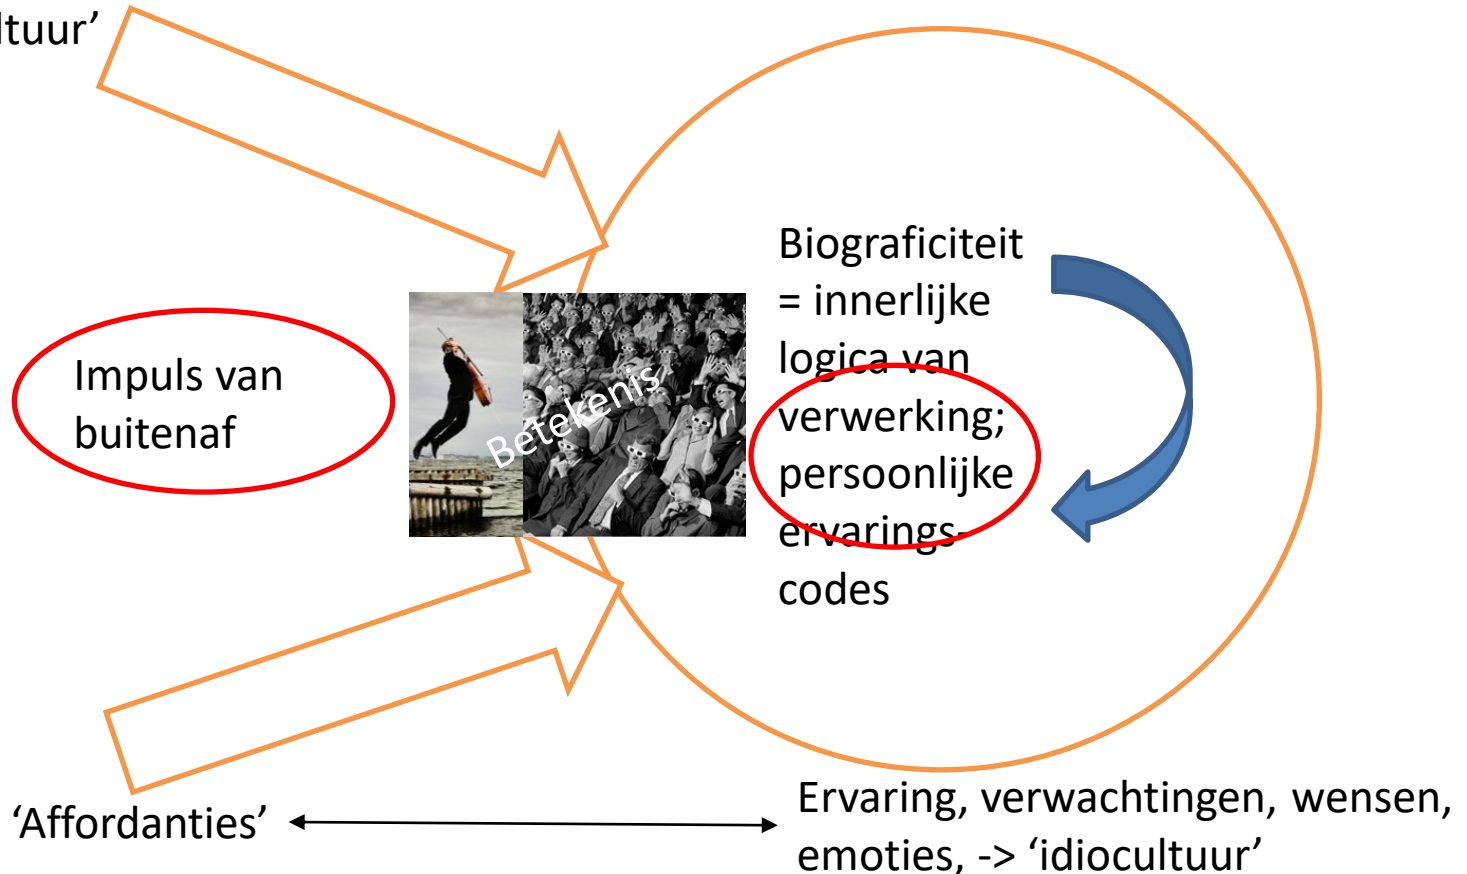 ltuur’
Biograficiteit
= innerlijke
logica van
verwerking;
persoonlijke
ervarings-
codes
Impuls van
buitenaf
Betekenis
‘Affordanties’
Ervaring, verwachtingen, wensen,
emoties, -> ‘idiocultuur’